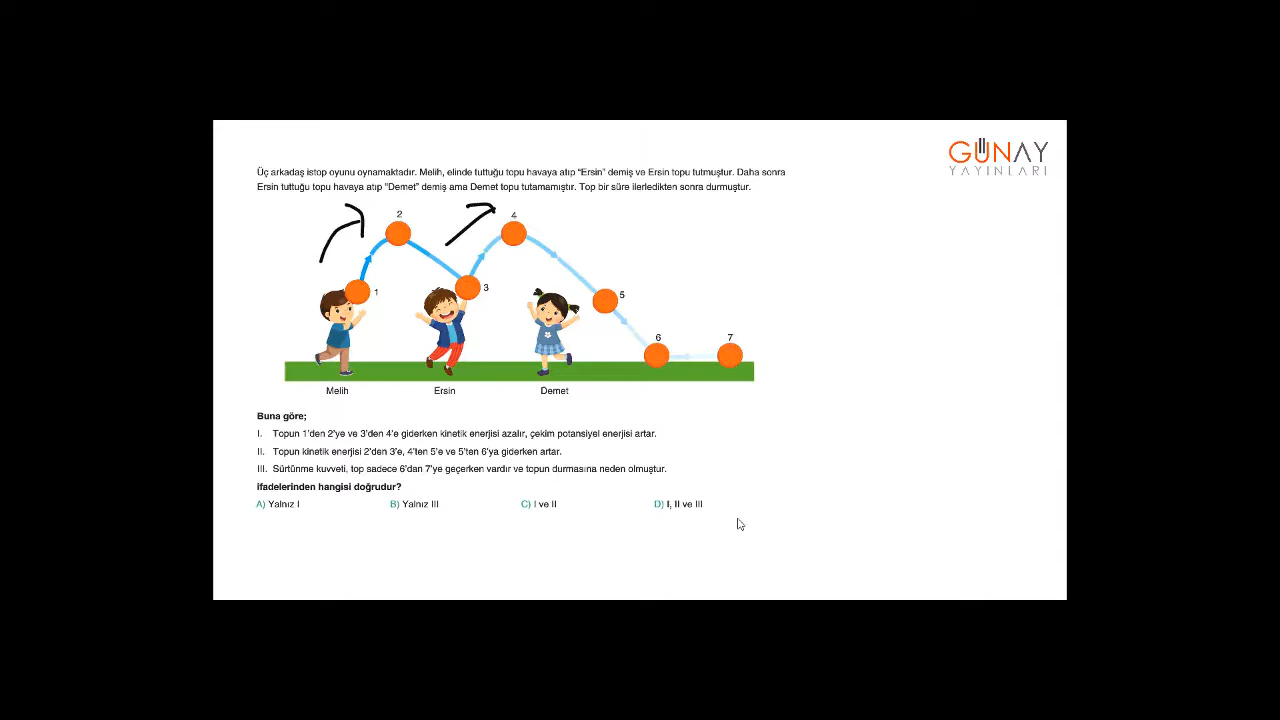 GÜNAY
YAYINLARI
Üç arkadaş istop oyunu oynamaktadır. Melih, elinde tuttuğu topu havaya atıp “Ersin” demiş ve Ersin topu tutmuştur. Daha sonra
Ersin tuttuğu topu havaya atıp “Demet” demiş ama Demet topu tutamamıştır. Top bir süre ilerledikten sonra durmuştur.
2
4
1
3
5
6
7
Melih
Ersin
Demet
Buna göre;
I. Topun 1’den 2’ye ve 3’den 4’e giderken kinetik enerjisi azalır, çekim potansiyel enerjisi artar.
II. Topun kinetik enerjisi 2’den 3’e, 4’ten 5’e ve 5’ten 6’ya giderken artar.
III. Sürtünme kuvveti, top sadece 6’dan 7’ye geçerken vardır ve topun durmasına neden olmuştur.
ifadelerinden hangisi doğrudur?
A) Yalnız I B) Yalnız III C) I ve II D) I, II ve III